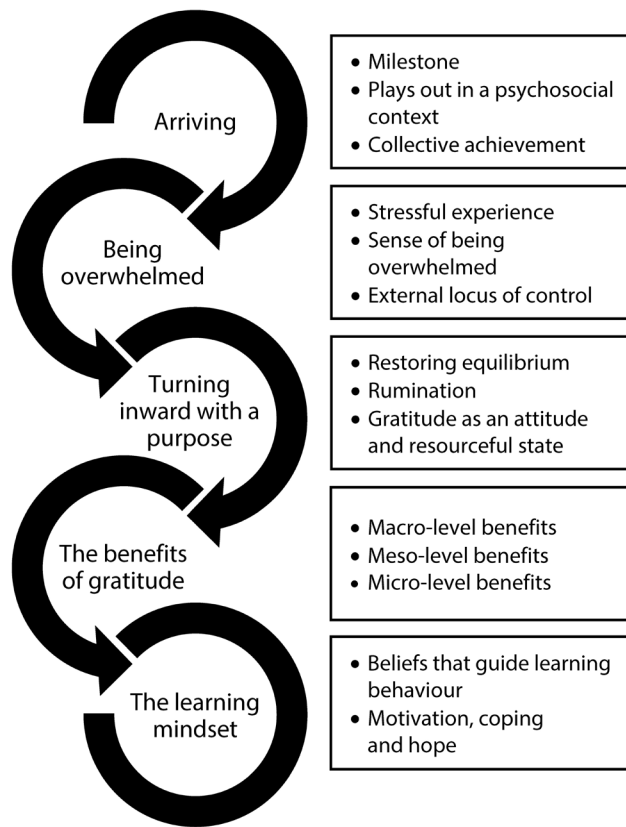 Arriving
• Milestone
• Plays out in a psychosocial
context
• Collective achievement
Being
overwhelmed
• Stressful experience
• Sense of being
overwhelmed
• External locus of control
Turning
inward with a
purpose
• Restoring equilibrium
• Rumination
• Gratitude as an attitude
and resourceful state
The benefits
of gratitude
• Macro-level benefits
• Meso-level benefits
• Micro-level benefits
The learning
mindset
• Beliefs that guide learning
behaviour
• Motivation, coping
and hope